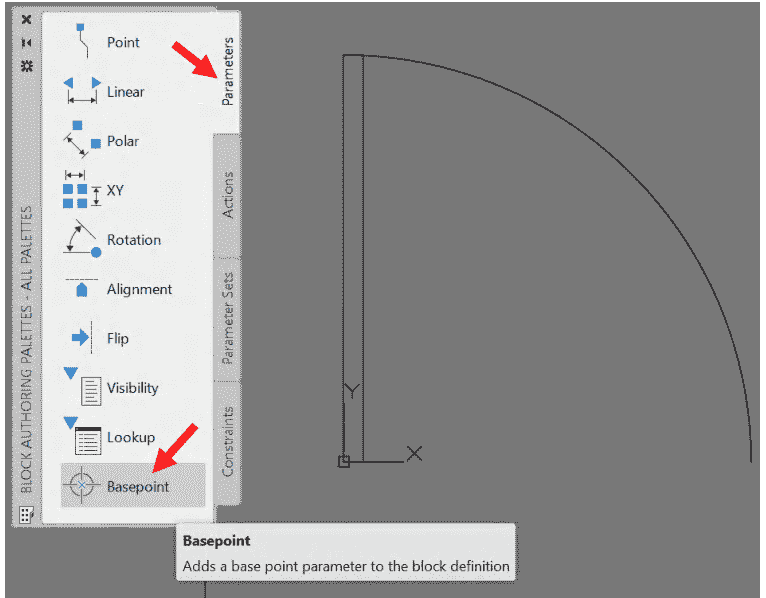 Point
Linear
Polar
XY
Rotation
Alignment
Flip
Visibility
Lookup
Basepoint
Parameters
Actions
Parameter Sets
Constraints
BLOCK AUTHORING PALETTES - ALL PALETTES
Y
X
Basepoint
Adds a base point parameter to the block definition